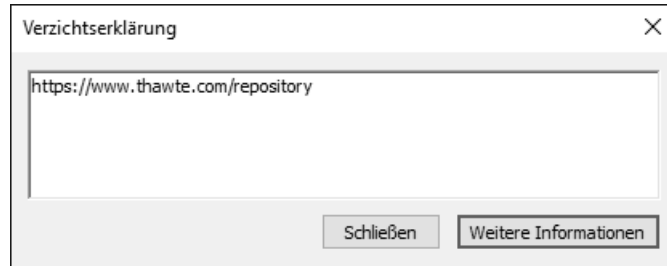 Verzichtserklärung
https://www.thawte.com/repository
Schließen
Weitere Informationen